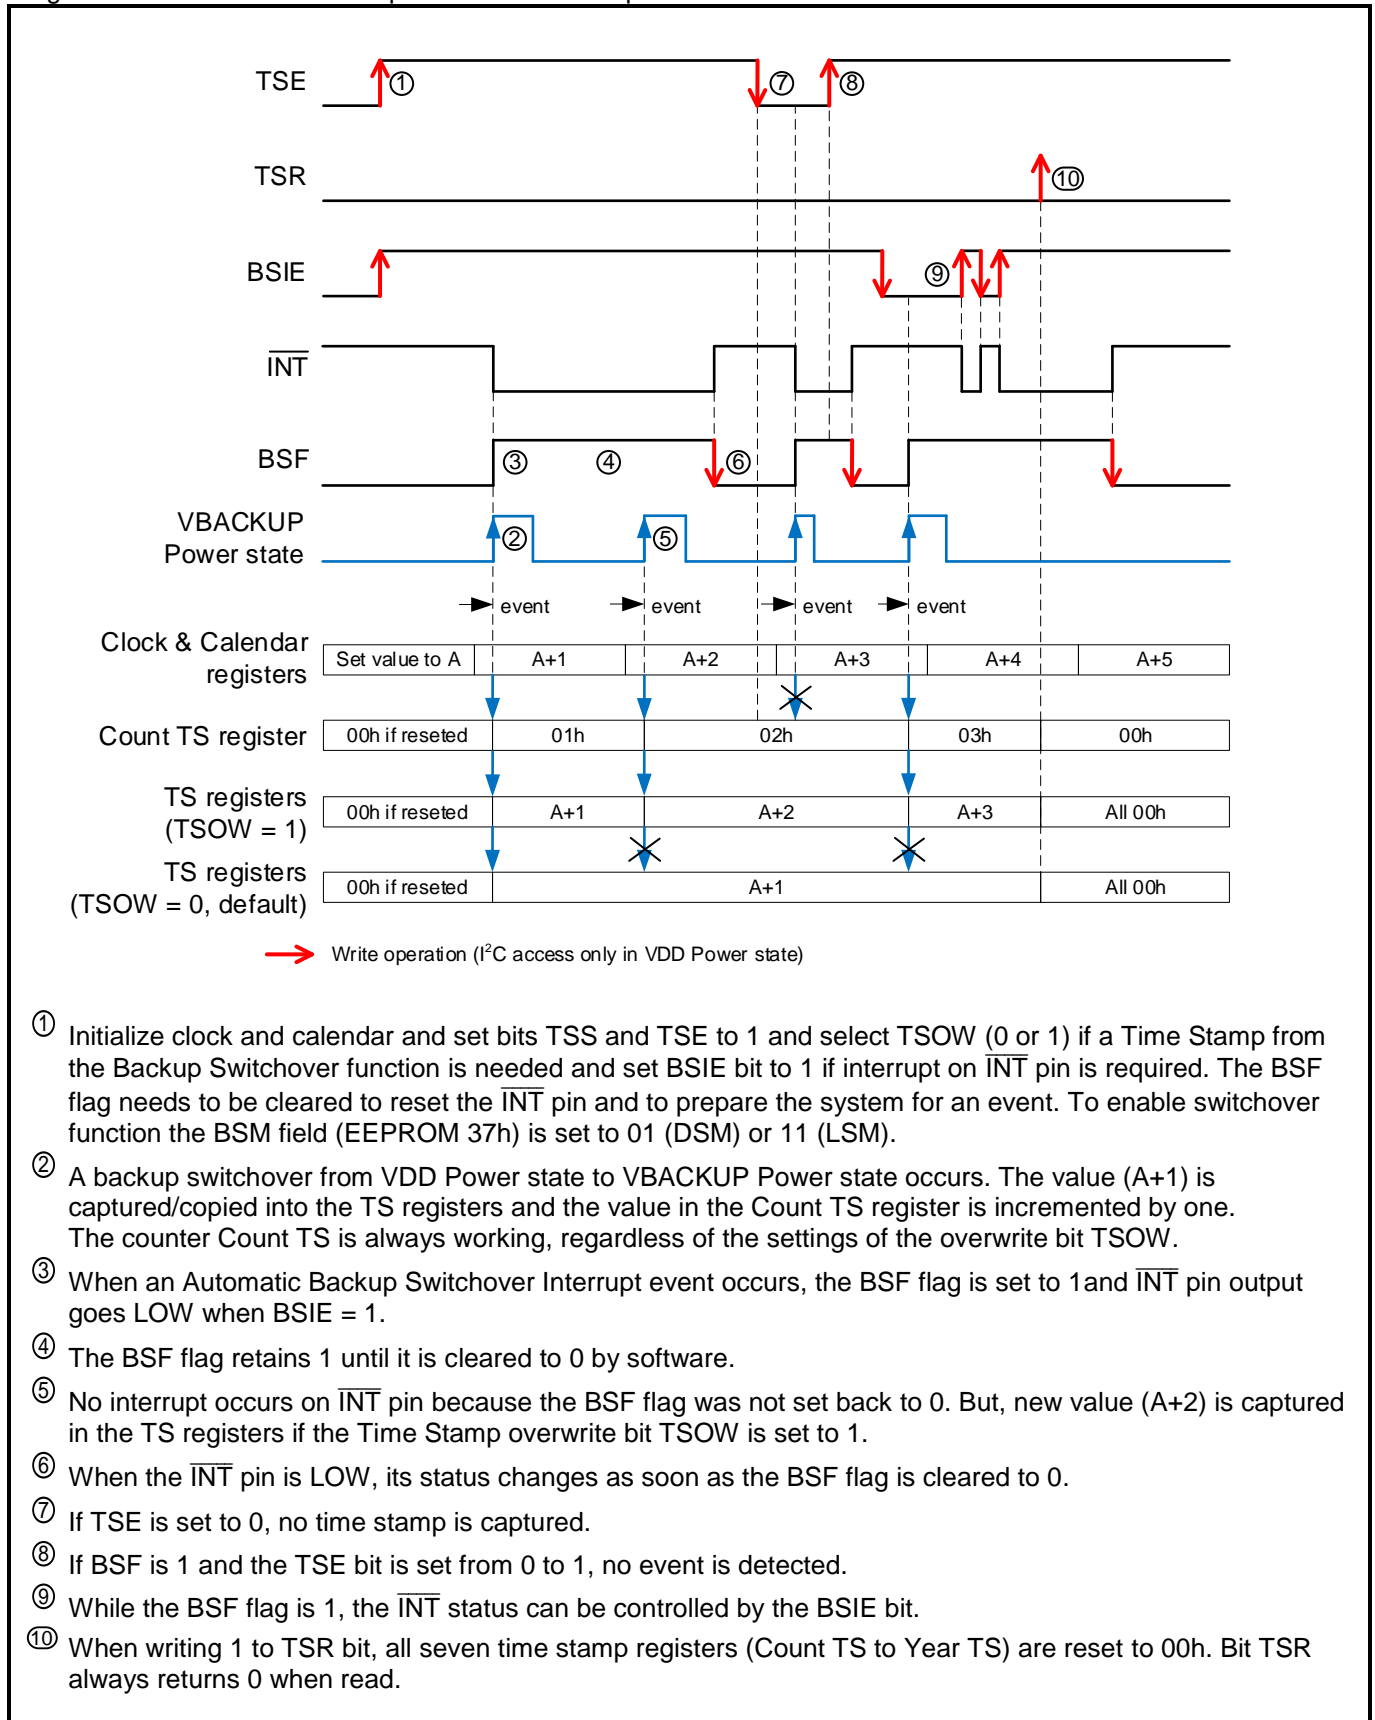 TSE
①
⑦
⑧
TSR
⑩
BSIE
⑨
INT
BSF
③
④
⑥
VBACKUP
Power state
②
⑤
event
event
event
event
Clock & Calendar
registers
Set value to A
A+1
A+2
A+3
A+4
A+5
Count TS register
00h if reseted
01h
02h
03h
00h
TS registers
(TSOW = 1)
00h if reseted
A+1
A+2
A+3
All 00h
TS registers
(TSOW = 0, default)
00h if reseted
A+1
All 00h
Write operation (I²C access only in VDD Power state)
① Initialize clock and calendar and set bits TSS and TSE to 1 and select TSOW (0 or 1) if a Time Stamp from
the Backup Switchover function is needed and set BSIE bit to 1 if interrupt on INT pin is required. The BSF
flag needs to be cleared to reset the INT pin and to prepare the system for an event. To enable switchover
function the BSM field (EEPROM 37h) is set to 01 (DSM) or 11 (LSM).
② A backup switchover from VDD Power state to VBACKUP Power state occurs. The value (A+1) is
captured/copied into the TS registers and the value in the Count TS register is incremented by one.
The counter Count TS is always working, regardless of the settings of the overwrite bit TSOW.
③ When an Automatic Backup Switchover Interrupt event occurs, the BSF flag is set to 1and INT pin output
goes LOW when BSIE = 1.
④ The BSF flag retains 1 until it is cleared to 0 by software.
⑤ No interrupt occurs on INT pin because the BSF flag was not set back to 0. But, new value (A+2) is captured
in the TS registers if the Time Stamp overwrite bit TSOW is set to 1.
⑥ When the INT pin is LOW, its status changes as soon as the BSF flag is cleared to 0.
⑦ If TSE is set to 0, no time stamp is captured.
⑧ If BSF is 1 and the TSE bit is set from 0 to 1, no event is detected.
⑨ While the BSF flag is 1, the INT status can be controlled by the BSIE bit.
⑩ When writing 1 to TSR bit, all seven time stamp registers (Count TS to Year TS) are reset to 00h. Bit TSR
always returns 0 when read.